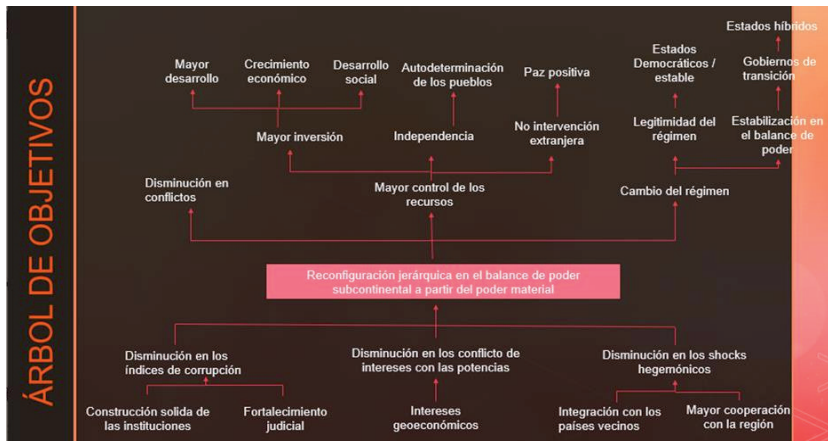 ÁRBOL DE OBJETIVOS
Estados híbridos
Mayor
desarrollo
Crecimiento
económico
Desarrollo
social
Autodeterminación
de los pueblos
Paz positiva
Estados
Democráticos /
estable
Gobiernos de
transición
Mayor inversión
Independencia
No intervención
extranjera
Legitimidad del
régimen
Estabilización en
el balance de
poder
Disminución en
conflictos
Mayor control de los
recursos
Cambio del régimen
Reconfiguración jerárquica en el balance de poder
subcontinental a partir del poder material
Disminución en los
índices de corrupción
Disminución en los conflicto de
intereses con las potencias
Disminución en los shocks
hegemónicos
Construcción solida de
las instituciones
Fortalecimiento
judicial
Intereses
geoeconómicos
Integración con los
países vecinos
Mayor cooperación
con la región